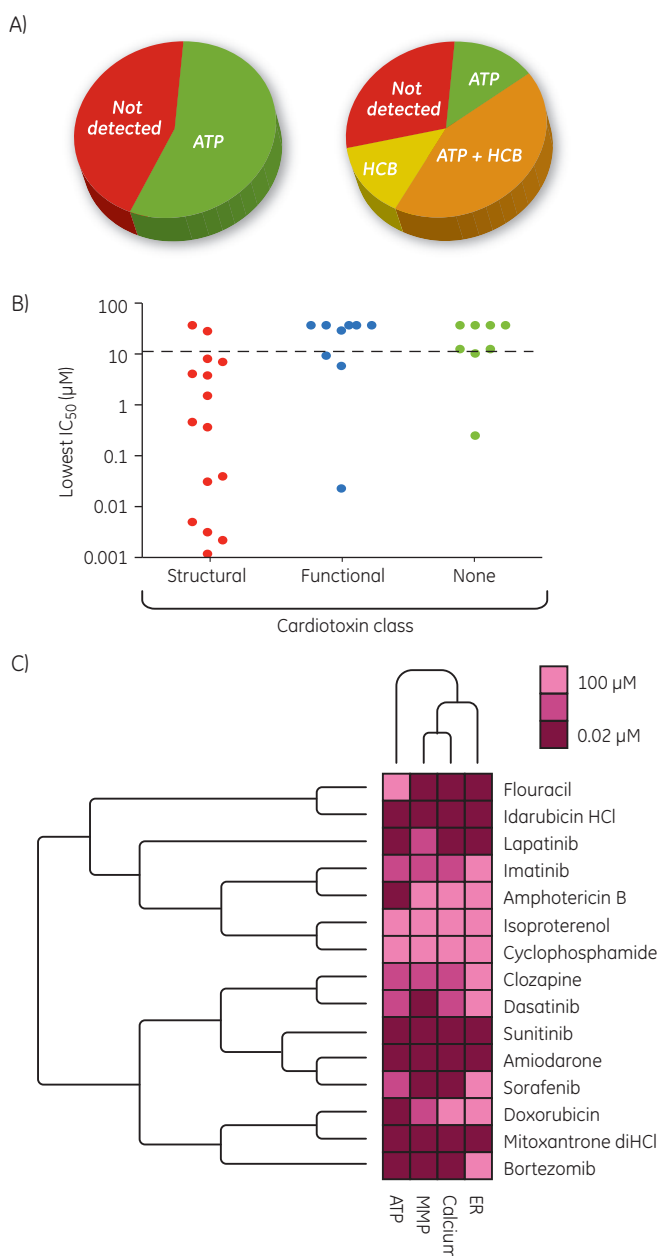 A)
Not
detected
ATP
Not
detected
ATP
HCB
ATP + HCB
B)
100
10
1
0.1
0.01
0.001
Lowest IC50 (µM)
Structural
Functional
None
Cardiotoxin class
C)
100 µM
0.02 µM
Flouracil
Idarubicin HCl
Lapatinib
Imatinib
Amphotericin B
Isoproterenol
Cyclophosphamide
Clozapine
Dasatinib
Sunitinib
Amiodarone
Sorafenib
Doxorubicin
Mitoxantrone diHCl
Bortezomib
ATP
MMP
Calcium
ER